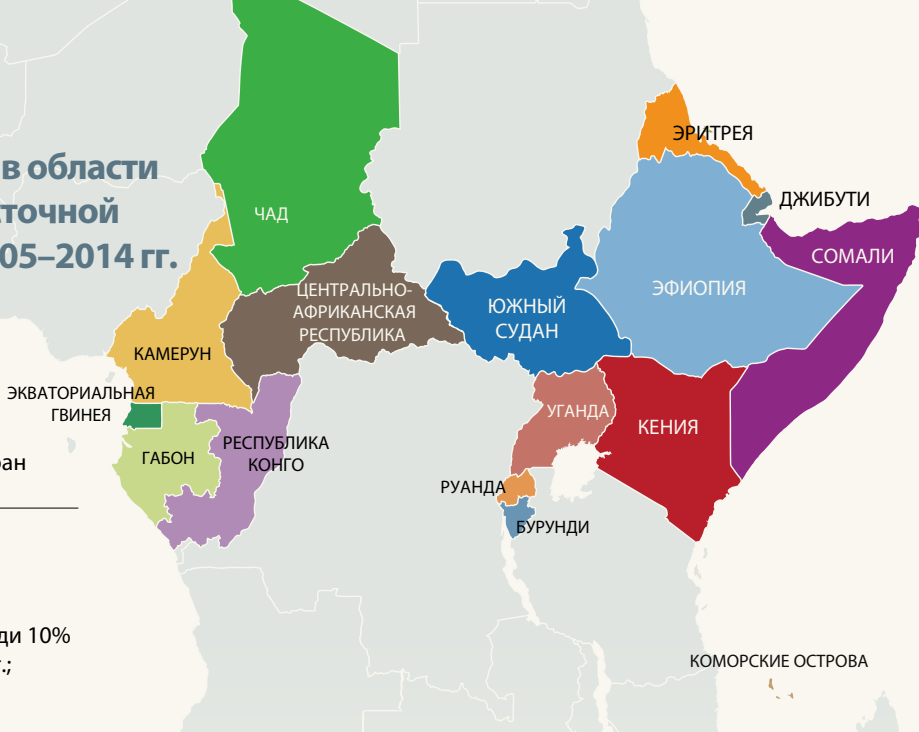 в области
сточной
05–2014 гг.
ЭРИТРЕЯ
ДЖИБУТИ
ЧАД
СОМАЛИ
ЦЕНТРАЛЬНО-
АФРИКАНСКАЯ
РЕСПУБЛИКА
ЭФИОПИЯ
ЮЖНЫЙ
СУДАН
КАМЕРУН
ЭКВАТОРИАЛЬНАЯ
ГВИНЕЯ
УГАНДА
КЕНИЯ
РЕСПУБЛИКА
КОНГО
ГАБОН
ран
РУАНДА
БУРУНДИ
ди 10%
г.;
КОМОРСКИЕ ОСТРОВА